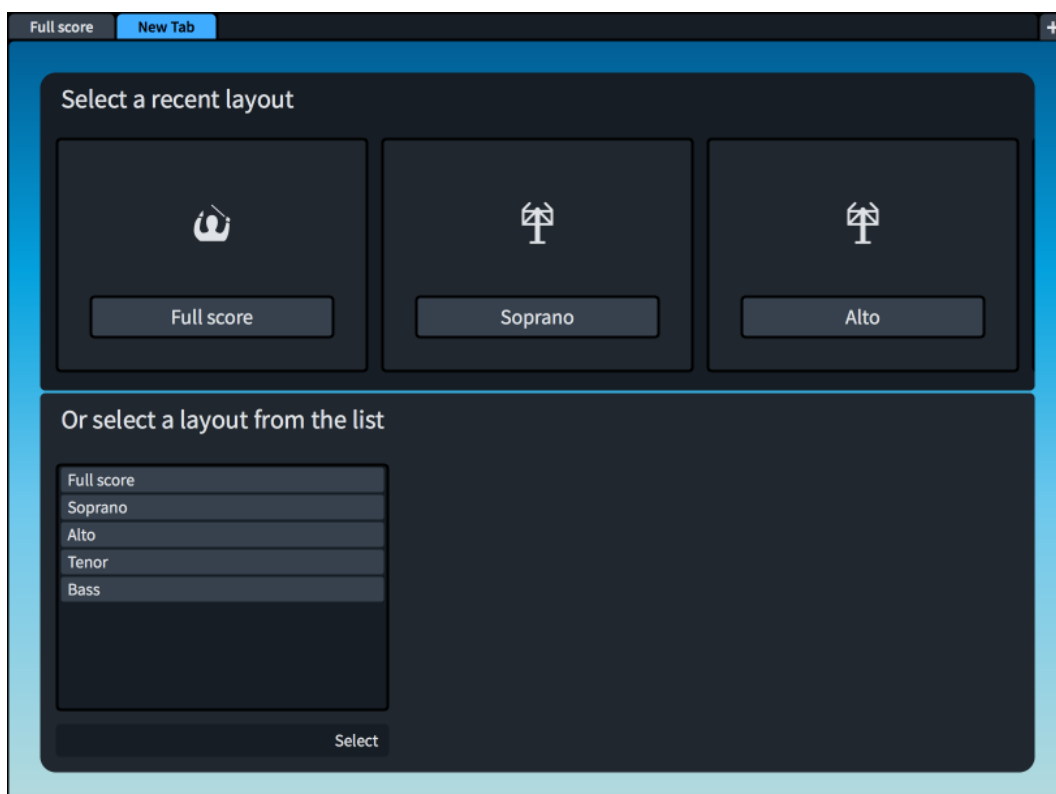 Full score New Tab +
Select a recent layout
Full score Soprano Alto
Or select a layout from the list
Full score
Soprano
Alto
Tenor
Bass
Select